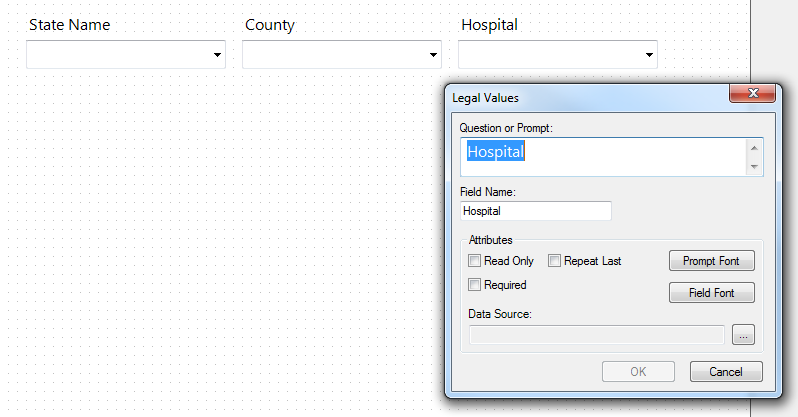 State Name County Hospital
Legal Values
Question or Prompt:
Hospital
Field Name:
Hospital
Attributes
Read Only Repeat Last Prompt Font
Required Field Font
Data Source:
...
OK Cancel